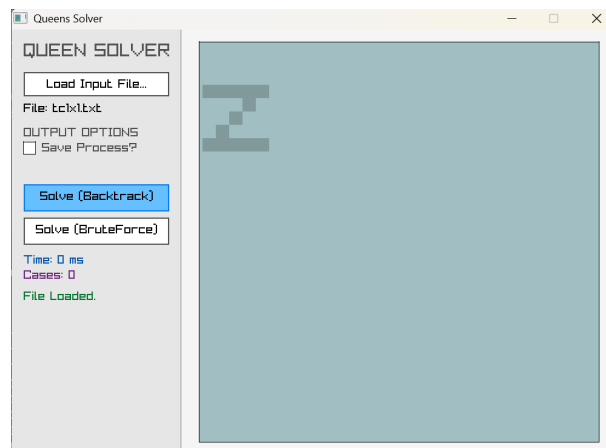 Queens Solver
QUEEN SOLVER
Load Input File...
File: tc1x1.txt
OUTPUT OPTIONS
Save Process?
Solve (Backtrack)
Solve (BruteForce)
Time: 0 ms
Cases: 0
File Loaded.
Z